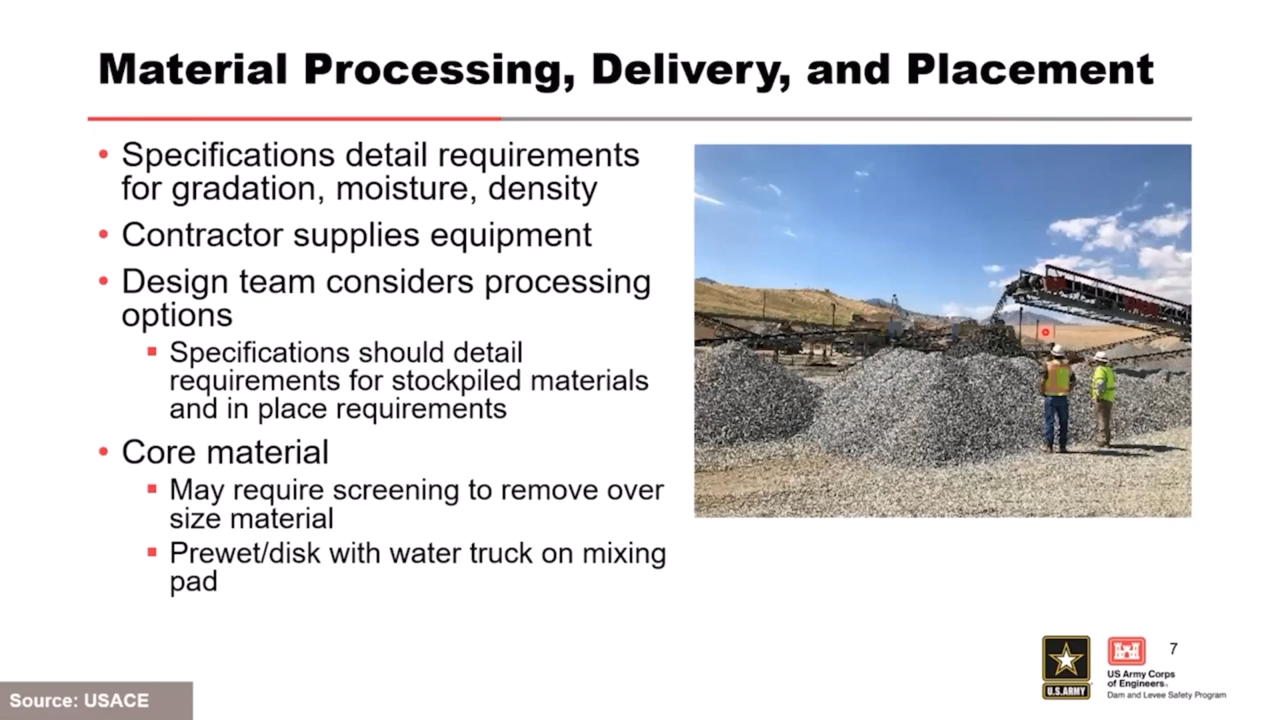 Material Processing, Delivery, and Placement
• Specifications detail requirements
for gradation, moisture, density
• Contractor supplies equipment
• Design team considers processing
options
▪ Specifications should detail
requirements for stockpiled materials
and in place requirements
• Core material
▪ May require screening to remove over
size material
▪ Prewet/disk with water truck on mixing
pad
U.S.ARMY
US Army Corps
of Engineers®
Dam and Levee Safety Program
7
Source: USACE